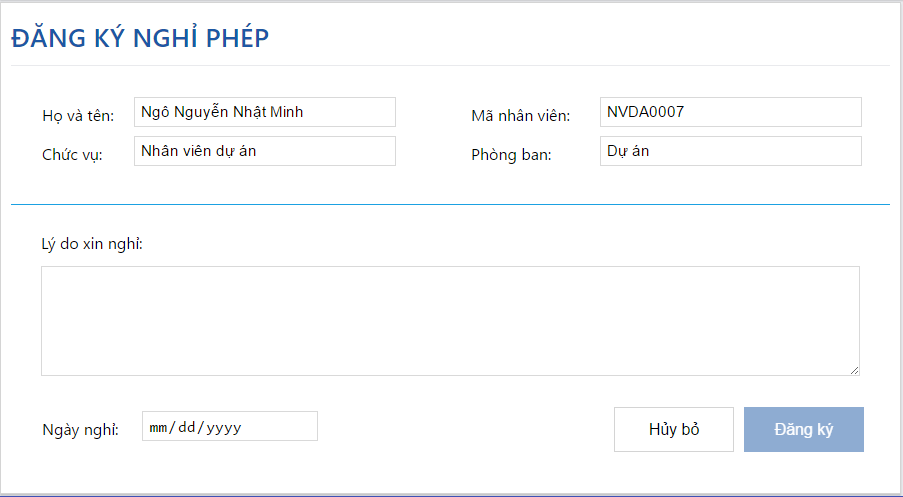 ĐĂNG KÝ NGHỈ PHÉP
Họ và tên: Ngô Nguyễn Nhật Minh Mã nhân viên: NVDA0007
Chức vụ: Nhân viên dự án Phòng ban: Dự án
Lý do xin nghỉ:
Ngày nghỉ: mm/dd/yyyy Hủy bỏ Đăng ký